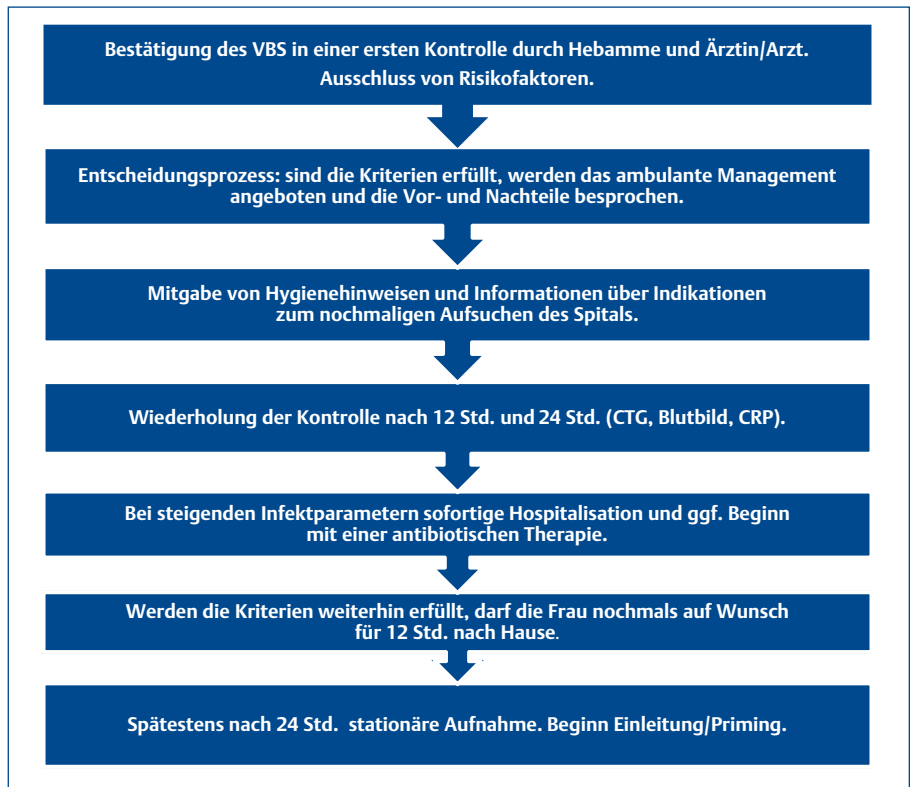 Bestätigung des VBS in einer ersten Kontrolle durch Hebamme und Ärztin/Arzt.
Ausschluss von Risikofaktoren.
Entscheidungsprozess: sind die Kriterien erfüllt, werden das ambulante Management
angeboten und die Vor- und Nachteile besprochen.
Mitgabe von Hygienehinweisen und Informationen über Indikationen
zum nochmaligen Aufsuchen des Spitals.
Wiederholung der Kontrolle nach 12 Std. und 24 Std. (CTG, Blutbild, CRP).
Bei steigenden Infektparametern sofortige Hospitalisation und ggf. Beginn
mit einer antibiotischen Therapie.
Werden die Kriterien weiterhin erfüllt, darf die Frau nochmals auf Wunsch
für 12 Std. nach Hause.
Spätestens nach 24 Std. stationäre Aufnahme. Beginn Einleitung/Priming.